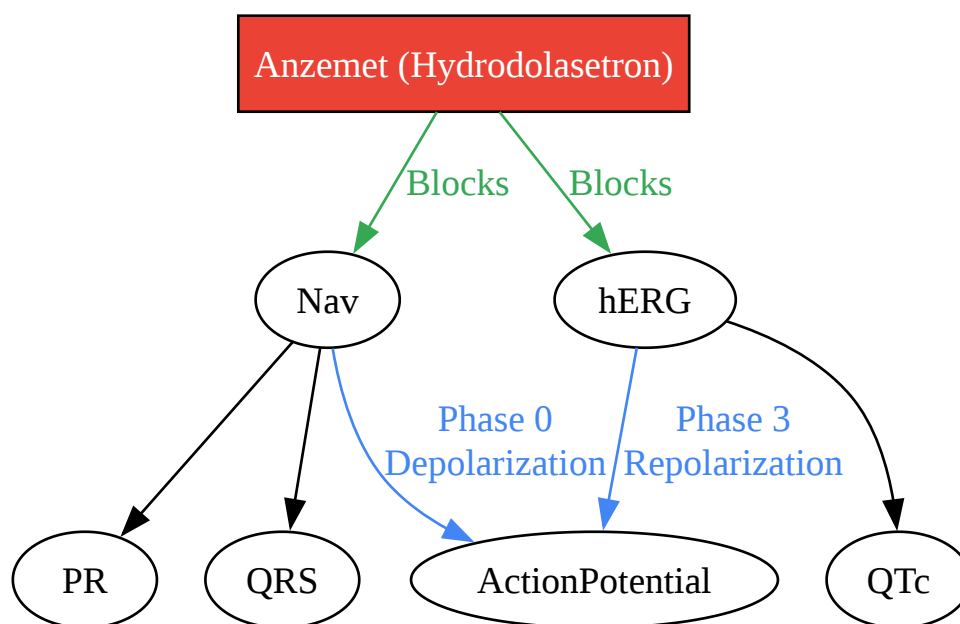 Anzemet (Hydrodolasetron)
Blocks
Blocks
Nav
hERG
Phase 0
Depolarization
Phase 3
Repolarization
PR
QRS
ActionPotential
QTc